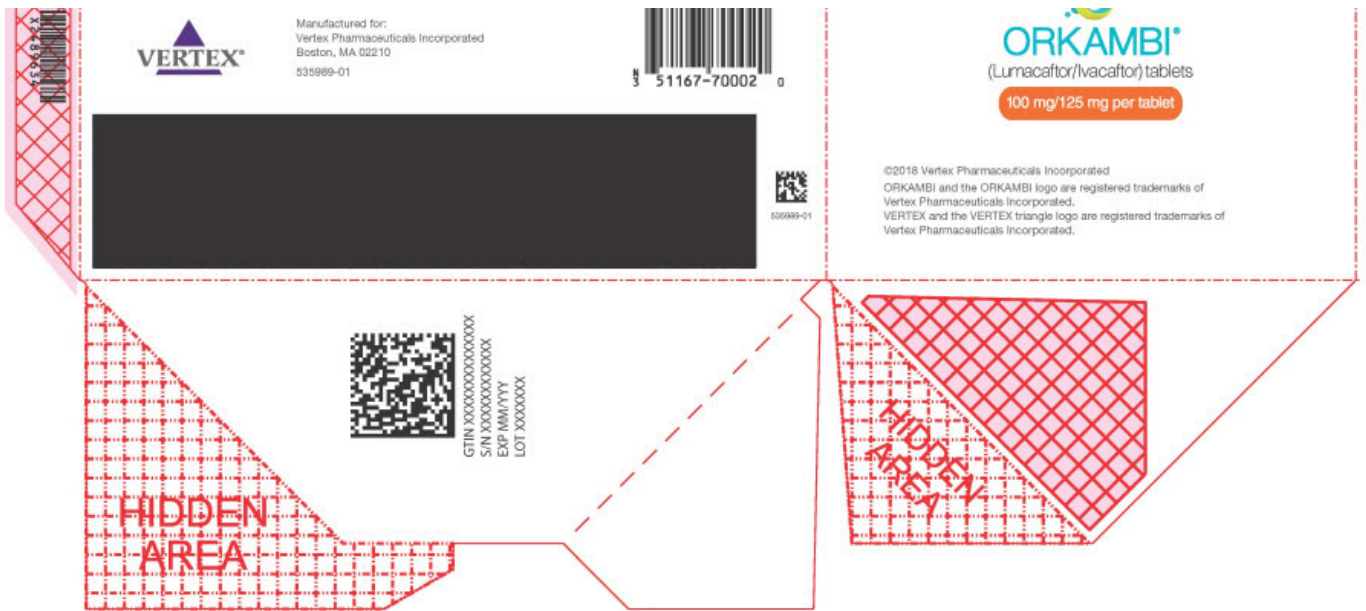 X2489634
VERTEX®
Manufactured for:
Vertex Pharmaceuticals Incorporated
Boston, MA 02210
535989-01
N
3 51167-70002 0
535989-01
ORKAMBI®
(Lumacaftor/Ivacaftor) tablets
100 mg/125 mg per tablet
©2018 Vertex Pharmaceuticals Incorporated
ORKAMBI and the ORKAMBI logo are registered trademarks of
Vertex Pharmaceuticals Incorporated.
VERTEX and the VERTEX triangle logo are registered trademarks of
Vertex Pharmaceuticals Incorporated.
GTIN XXXXXXXXXXXXXX
S/N XXXXXXXXXXXX
EXP MM/YYY
LOT XXXXXXX
HIDDEN
AREA
HIDDEN
AREA